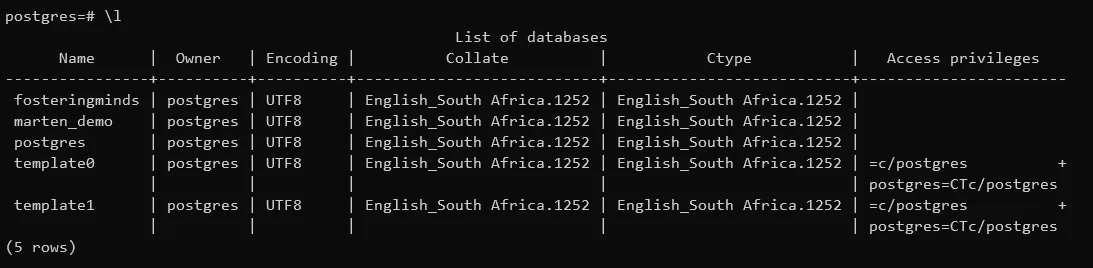 postgres=# \l
                                                  List of databases
      Name      |  Owner   | Encoding |          Collate           |           Ctype            |   Access privileges
----------------+----------+----------+----------------------------+----------------------------+-----------------------
 fosteringminds | postgres | UTF8     | English_South Africa.1252 | English_South Africa.1252 |
 marten_demo    | postgres | UTF8     | English_South Africa.1252 | English_South Africa.1252 |
 postgres       | postgres | UTF8     | English_South Africa.1252 | English_South Africa.1252 |
 template0      | postgres | UTF8     | English_South Africa.1252 | English_South Africa.1252 | =c/postgres          +
                |          |          |                           |                           | postgres=CTc/postgres
 template1      | postgres | UTF8     | English_South Africa.1252 | English_South Africa.1252 | =c/postgres          +
                |          |          |                           |                           | postgres=CTc/postgres
(5 rows)